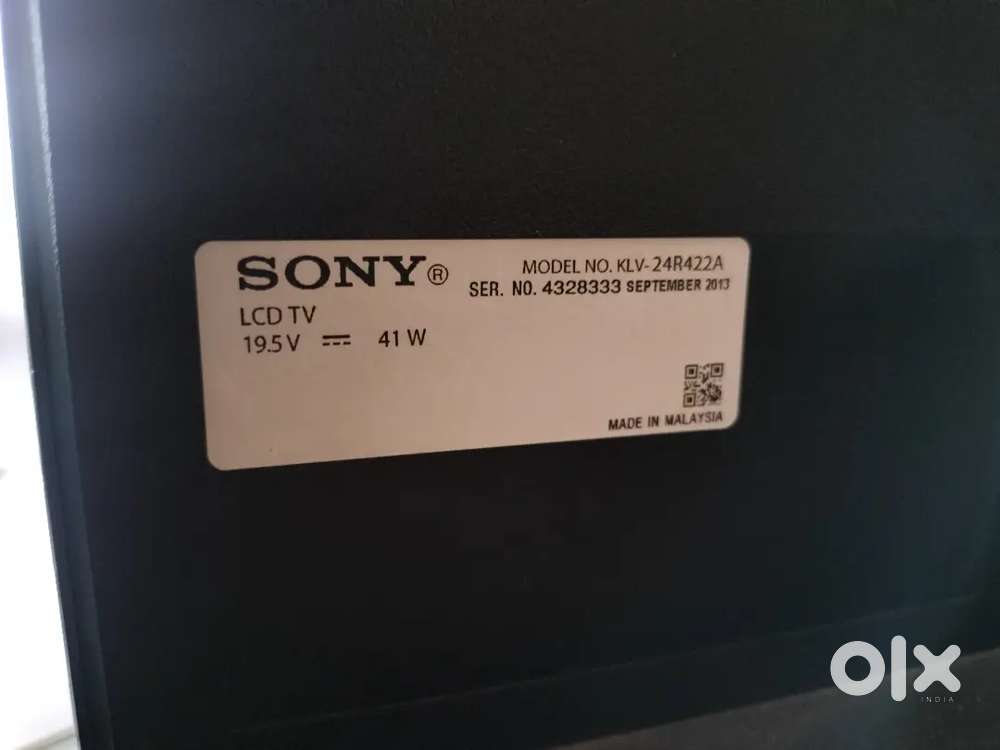 SONY®
MODEL NO. KLV-24R422A
SER. NO. 4328333 SEPTEMBER 2013
LCD TV
19.5V ⎓ 41W
MADE IN MALAYSIA
olx
INDIA